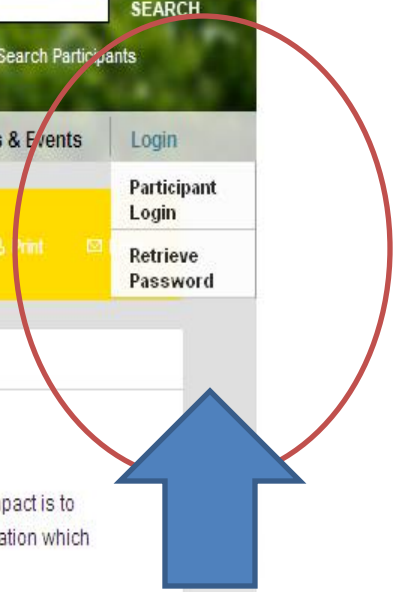 SEARCH
Search Participants
s & Events
Login
Participant
Login
Print
Retrieve
Password
pact is to
ation which